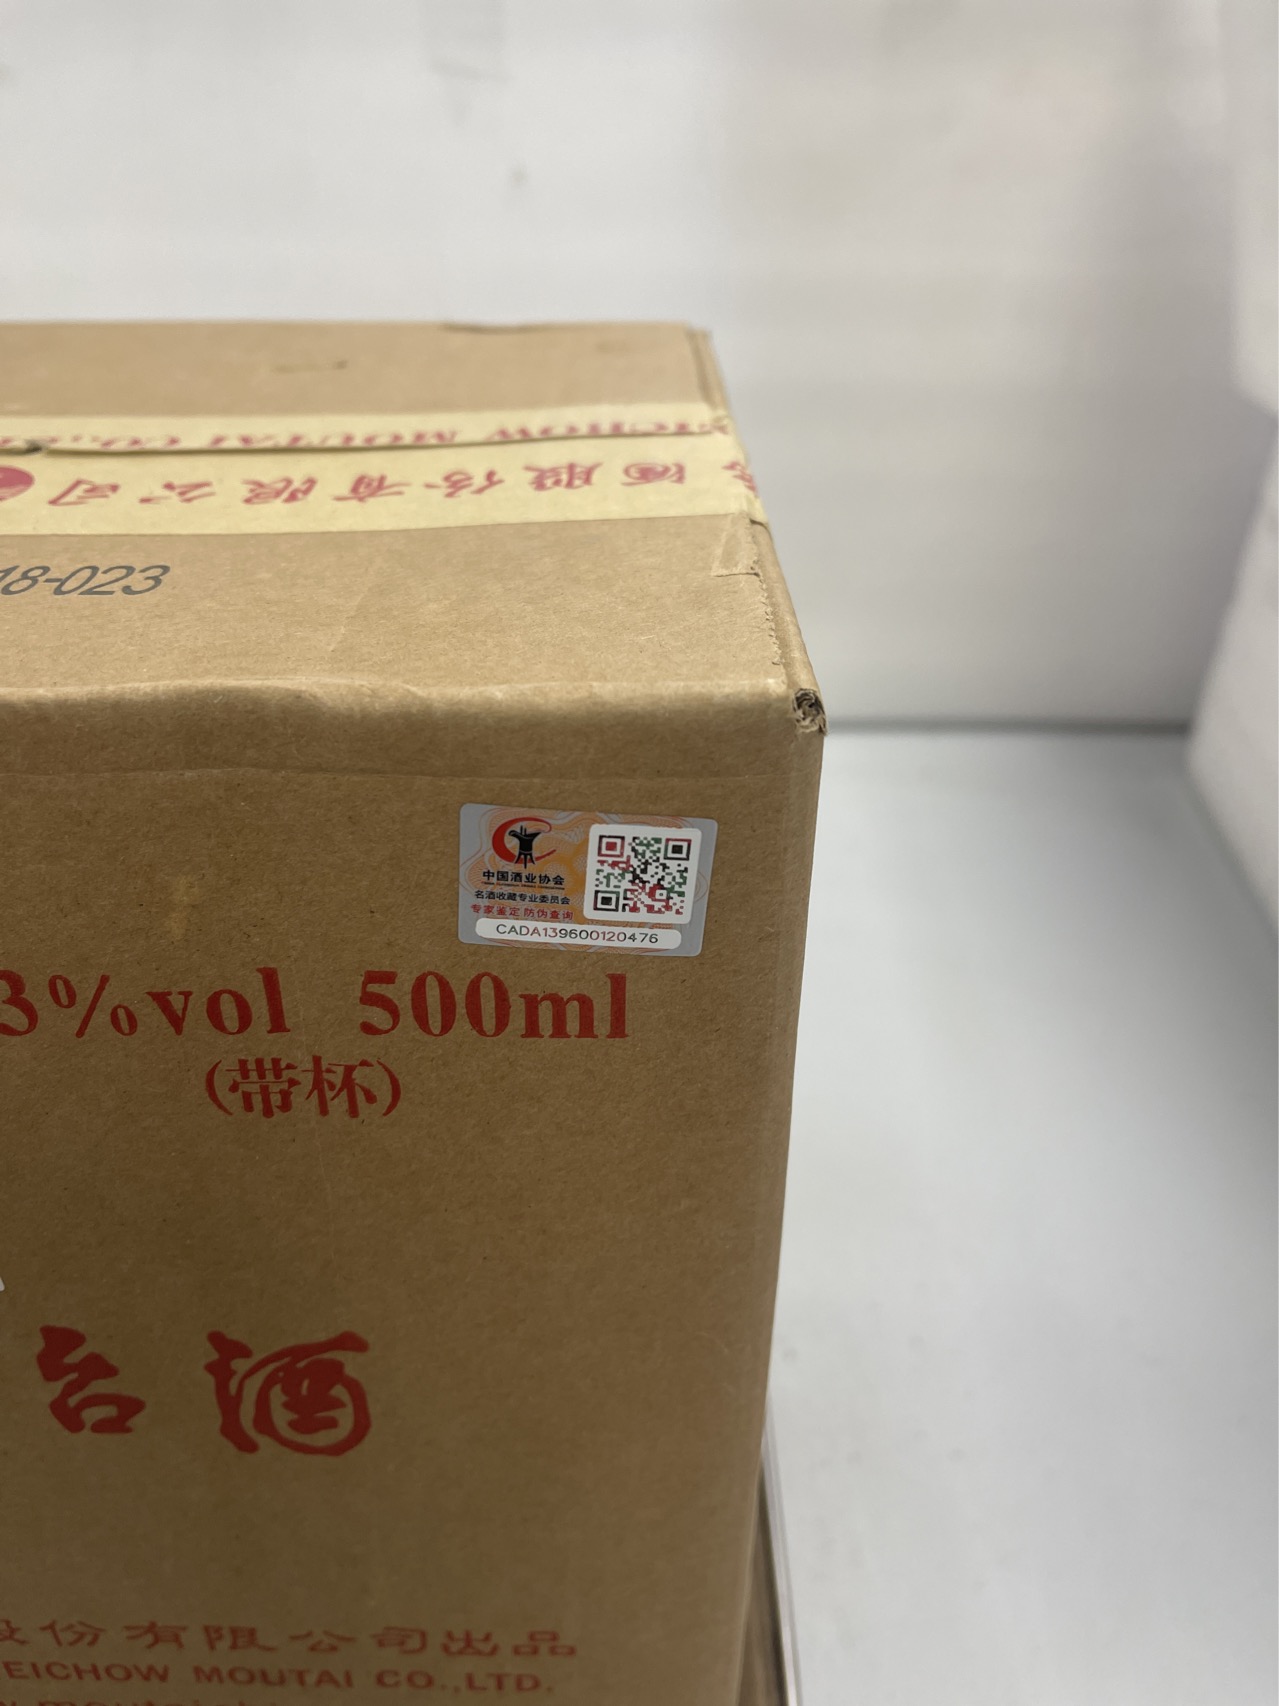 EICHOW MOUTAI CO.,
酒股份有限公司
18-023
中国酒业协会
名酒收藏专业委员会
专家鉴定 防伪查询
CADA139600120476
3%vol 500ml
(带杯)
台酒
股份有限公司出品
EICHOW MOUTAI CO.,LTD.